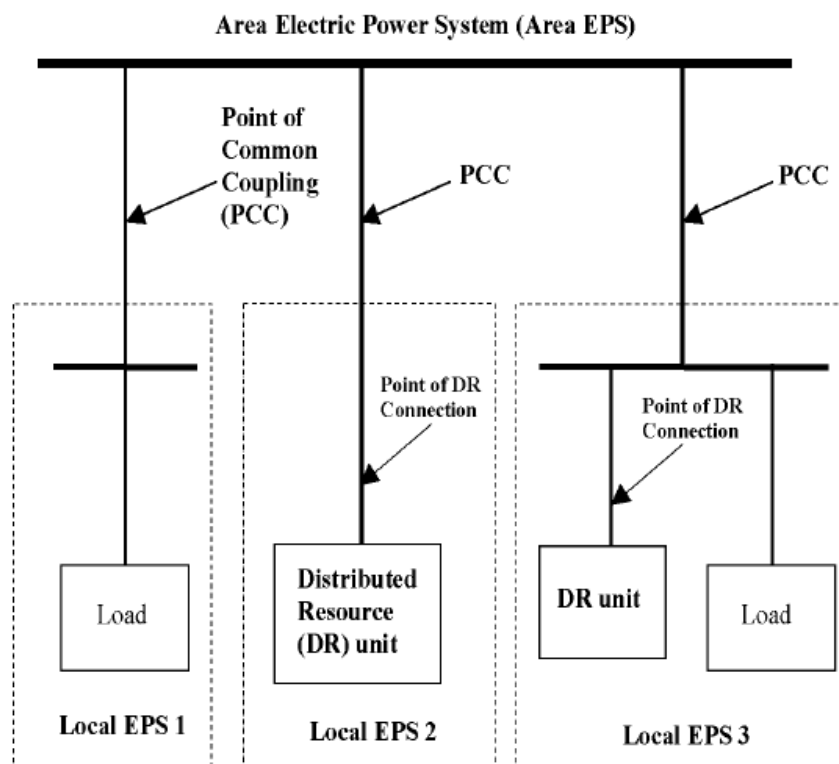 Area Electric Power System (Area EPS)
Point of
Common
Coupling
(PCC)
PCC
PCC
Point of DR
Connection
Point of DR
Connection
Load
Distributed
Resource
(DR) unit
DR unit
Load
Local EPS 1
Local EPS 2
Local EPS 3